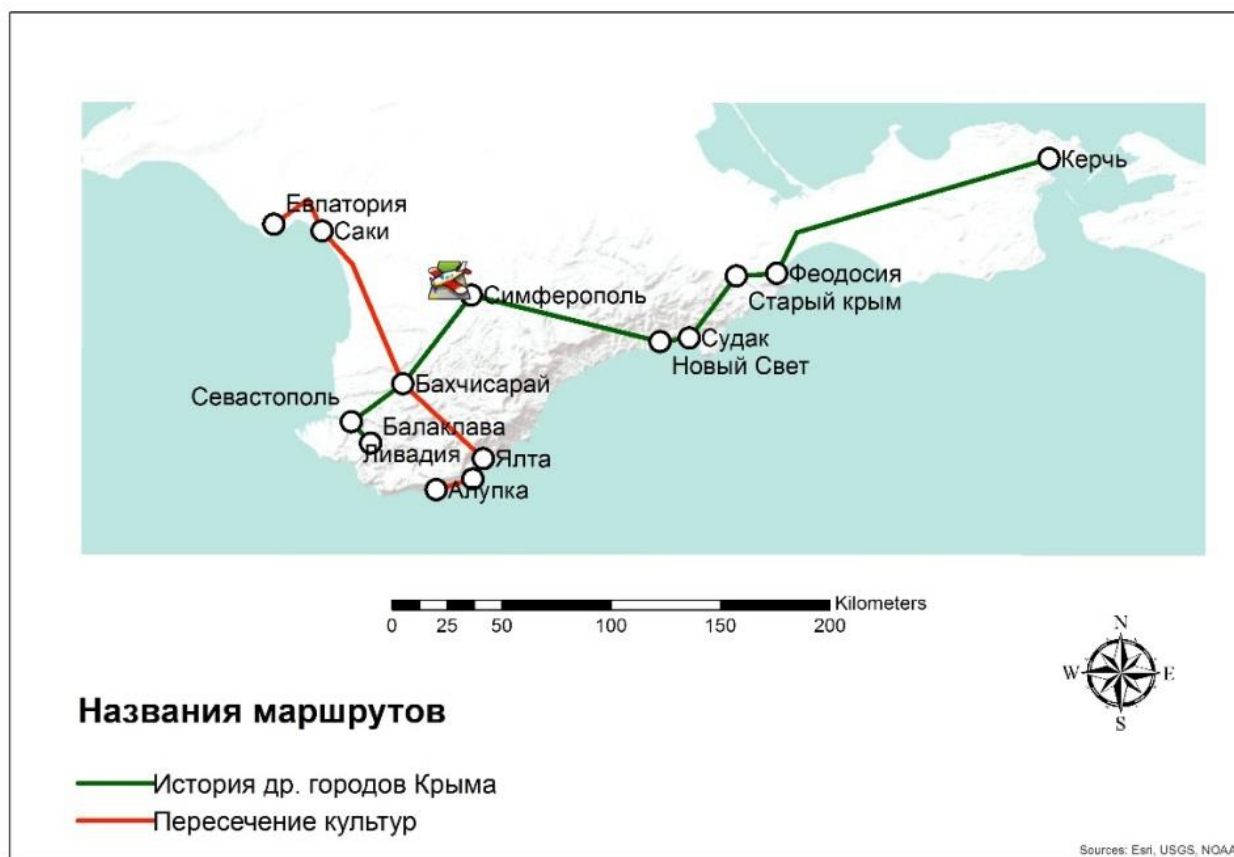 Керчь
Евпатория
Саки
Феодосия
Симферополь
Старый крым
Судак
Новый Свет
Бахчисарай
Севастополь
Балаклава
Ливадия
Ялта
Алупка
Kilometers
0 25 50 100 150 200
N
W E
S
Названия маршрутов
История др. городов Крыма
Пересечение культур
Sources: Esri, USGS, NOAA